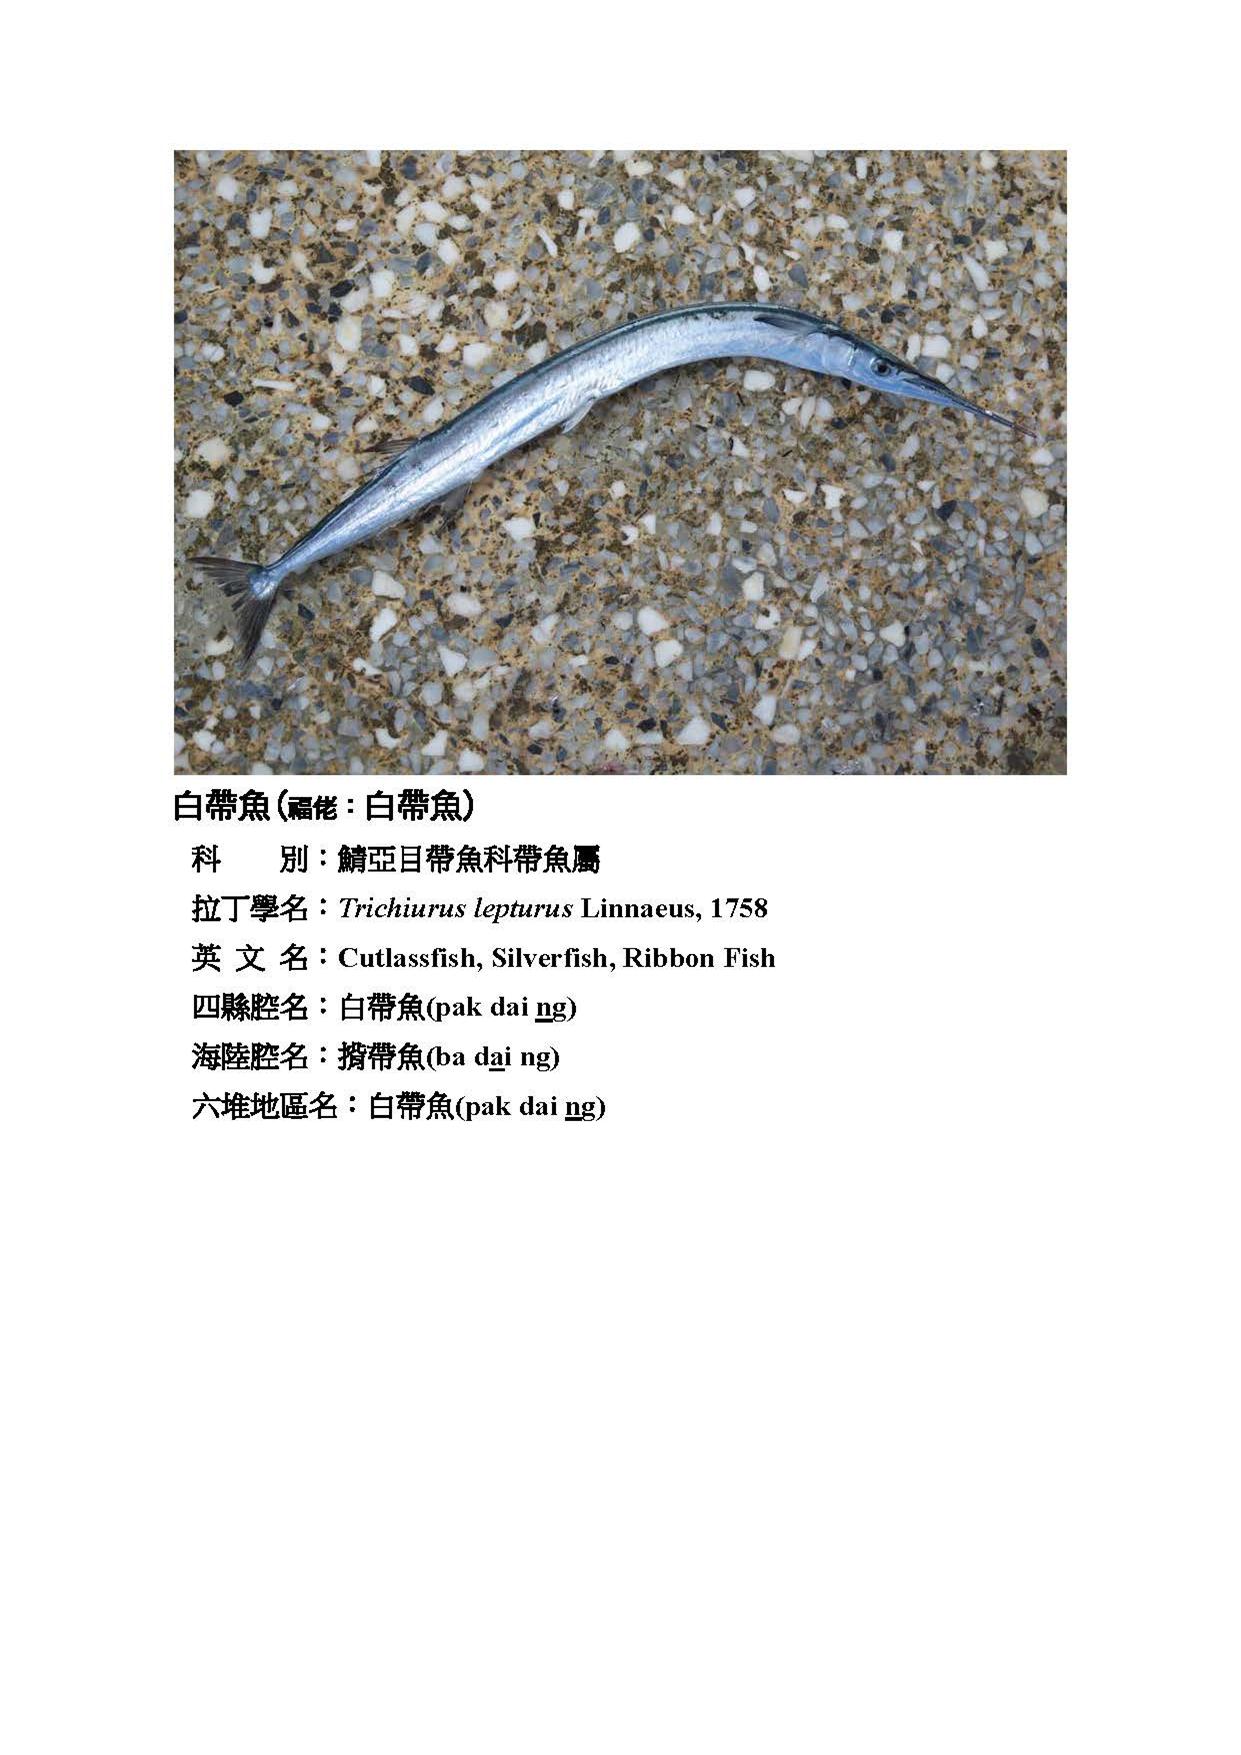 白帶魚(福佬：白帶魚)
科　　別：鯖亞目帶魚科帶魚屬
拉丁學名：Trichiurus lepturus Linnaeus, 1758
英 文 名：Cutlassfish, Silverfish, Ribbon Fish
四縣腔名：白帶魚(pak dai ng)
海陸腔名：揹帶魚(ba dai ng)
六堆地區名：白帶魚(pak dai ng)